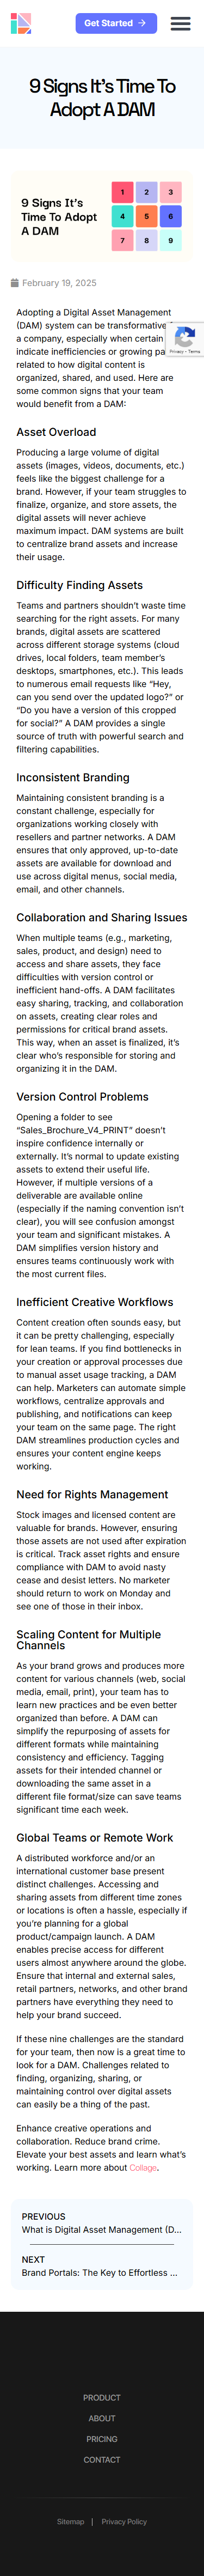 Get Started →
9 Signs It's Time To
Adopt A DAM
9 Signs It's
Time To Adopt
A DAM
1 2 3
4 5 6
7 8 9
February 19, 2025
Adopting a Digital Asset Management
(DAM) system can be transformative
a company, especially when certain
indicate inefficiencies or growing
related to how digital content is
organized, shared, and used. Here are
some common signs that your team
would benefit from a DAM:
Privacy - Terms
Asset Overload
Producing a large volume of digital
assets (images, videos, documents, etc.)
feels like the biggest challenge for a
brand. However, if your team struggles to
finalize, organize, and store assets, the
digital assets will never achieve
maximum impact. DAM systems are built
to centralize brand assets and increase
their usage.
Difficulty Finding Assets
Teams and partners shouldn't waste time
searching for the right assets. For many
brands, digital assets are scattered
across different storage systems (cloud
drives, local folders, team member's
desktops, smartphones, etc.). This leads
to numerous email requests like "Hey,
can you send over the updated logo?" or
"Do you have a version of this cropped
for social?" A DAM provides a single
source of truth with powerful search and
filtering capabilities.
Inconsistent Branding
Maintaining consistent branding is a
constant challenge, especially for
organizations working closely with
resellers and partner networks. A DAM
ensures that only approved, up-to-date
assets are available for download and
use across digital menus, social media,
email, and other channels.
Collaboration and Sharing Issues
When multiple teams (e.g., marketing,
sales, product, and design) need to
access and share assets, they face
difficulties with version control or
inefficient hand-offs. A DAM facilitates
easy sharing, tracking, and collaboration
on assets, creating clear roles and
permissions for critical brand assets.
This way, when an asset is finalized, it's
clear who's responsible for storing and
organizing it in the DAM.
Version Control Problems
Opening a folder to see
"Sales_Brochure_V4_PRINT" doesn't
inspire confidence internally or
externally. It's normal to update existing
assets to extend their useful life.
However, if multiple versions of a
deliverable are available online
(especially if the naming convention isn't
clear), you will see confusion amongst
your team and significant mistakes. A
DAM simplifies version history and
ensures teams continuously work with
the most current files.
Inefficient Creative Workflows
Content creation often sounds easy, but
it can be pretty challenging, especially
for lean teams. If you find bottlenecks in
your creation or approval processes due
to manual asset usage tracking, a DAM
can help. Marketers can automate simple
workflows, centralize approvals and
publishing, and notifications can keep
your team on the same page. The right
DAM streamlines production cycles and
ensures your content engine keeps
working.
Need for Rights Management
Stock images and licensed content are
valuable for brands. However, ensuring
those assets are not used after expiration
is critical. Track asset rights and ensure
compliance with DAM to avoid nasty
cease and desist letters. No marketer
should return to work on Monday and
see one of those in their inbox.
Scaling Content for Multiple
Channels
As your brand grows and produces more
content for various channels (web, social
media, email, print), your team has to
learn new practices and be even better
organized than before. A DAM can
simplify the repurposing of assets for
different formats while maintaining
consistency and efficiency. Tagging
assets for their intended channel or
downloading the same asset in a
different file format/size can save teams
significant time each week.
Global Teams or Remote Work
A distributed workforce and/or an
international customer base present
distinct challenges. Accessing and
sharing assets from different time zones
or locations is often a hassle, especially if
you're planning for a global
product/campaign launch. A DAM
enables precise access for different
users almost anywhere around the globe.
Ensure that internal and external sales,
retail partners, networks, and other brand
partners have everything they need to
help your brand succeed.
If these nine challenges are the standard
for your team, then now is a great time to
look for a DAM. Challenges related to
finding, organizing, sharing, or
maintaining control over digital assets
can easily be a thing of the past.
Enhance creative operations and
collaboration. Reduce brand crime.
Elevate your best assets and learn what's
working. Learn more about Collage.
PREVIOUS
What is Digital Asset Management (D...
NEXT
Brand Portals: The Key to Effortless ...
PRODUCT
ABOUT
PRICING
CONTACT
Sitemap | Privacy Policy